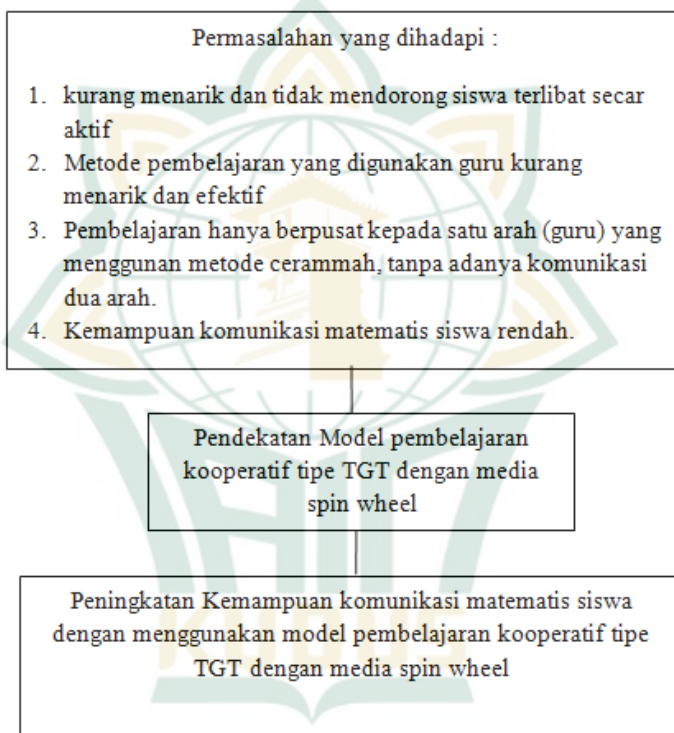 Permasalahan yang dihadapi :
1. kurang menarik dan tidak mendorong siswa terlibat secar
aktif
2. Metode pembelajaran yang digunakan guru kurang
menarik dan efektif
3. Pembelajaran hanya berpusat kepada satu arah (guru) yang
menggunan metode cerammah, tanpa adanya komunikasi
dua arah.
4. Kemampuan komunikasi matematis siswa rendah.
Pendekatan Model pembelajaran
kooperatif tipe TGT dengan media
spin wheel
Peningkatan Kemampuan komunikasi matematis siswa
dengan menggunakan model pembelajaran kooperatif tipe
TGT dengan media spin wheel
KUDUS